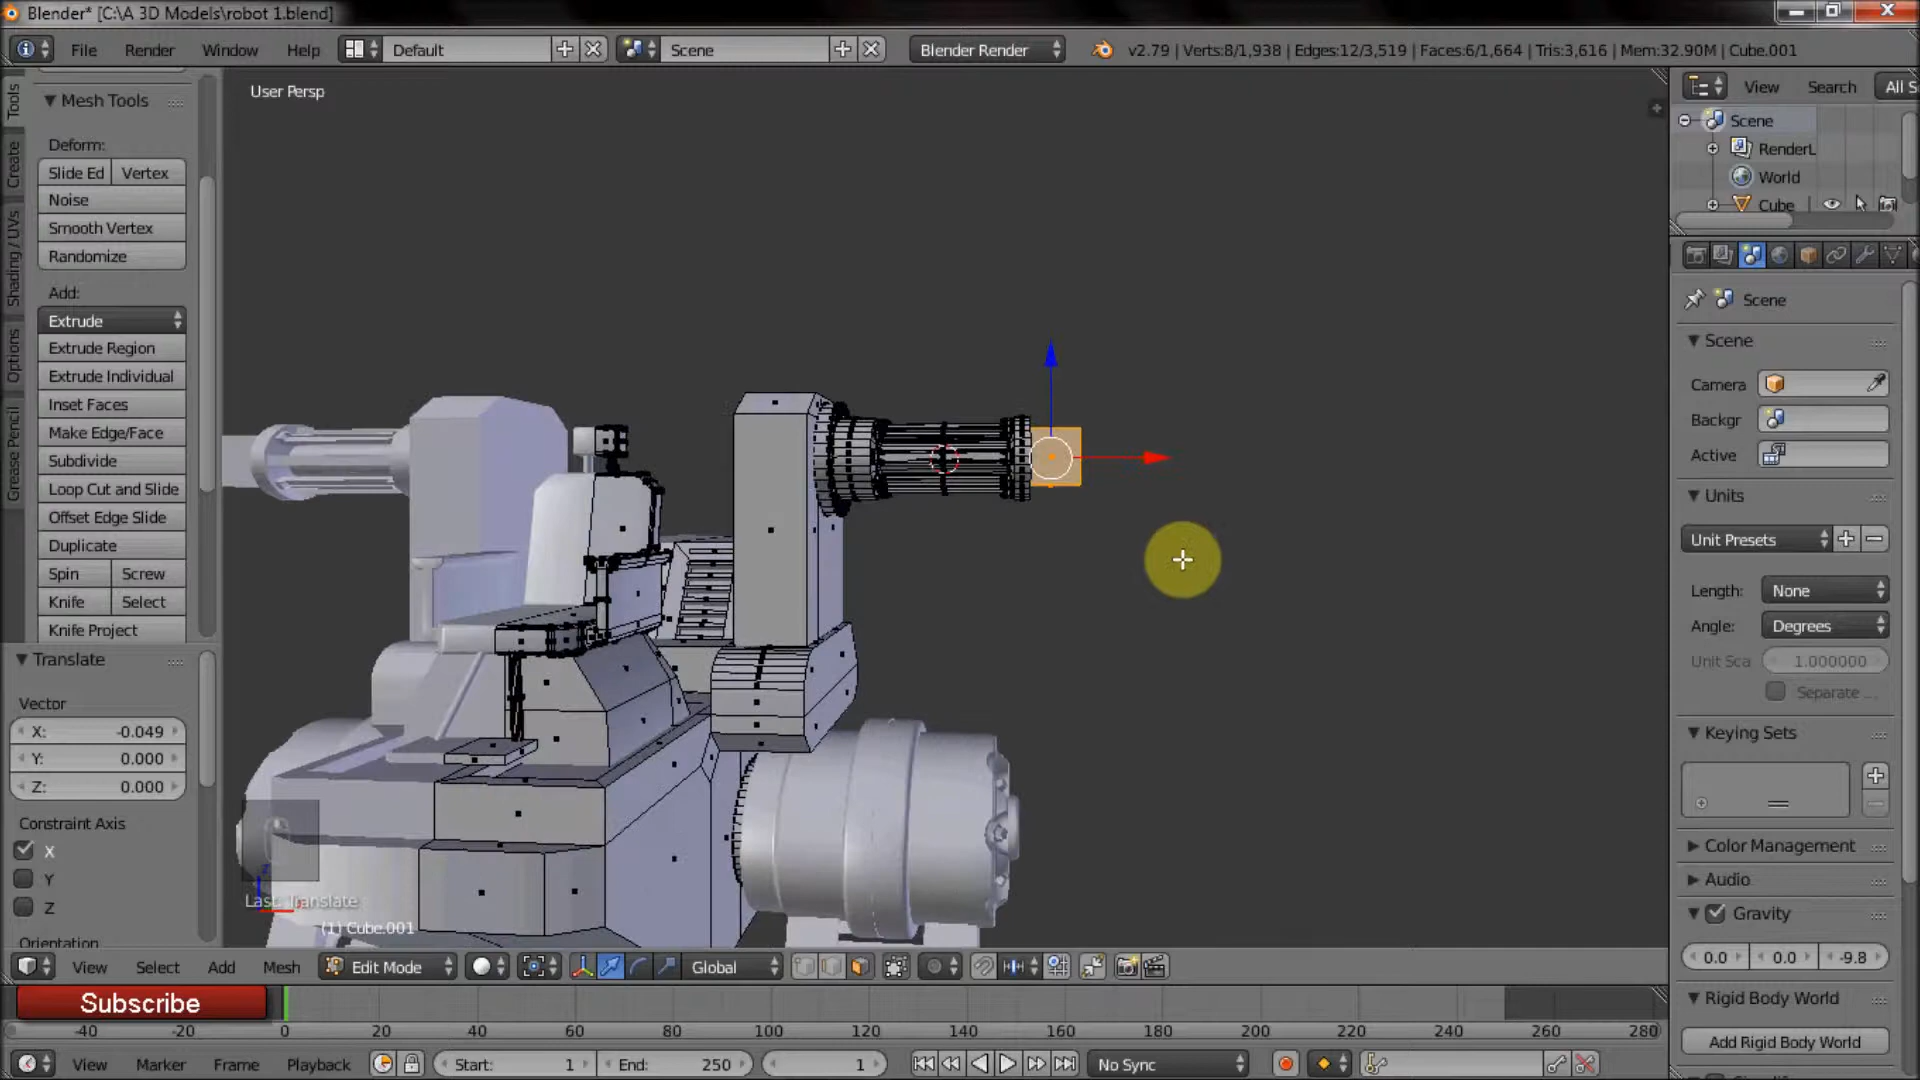 Blender* [C:\A 3D Models\robot 1.blend]
File Render Window Help Default Scene Blender Render v2.79 | Verts:8/1,938 | Edges:12/3,519 | Faces:6/1,664 | Tris:3,616 | Mem:32.90M | Cube.001
Tools
Create
Shading / UVs
Options
Grease Pencil
Mesh Tools
Deform:
Slide Ed Vertex
Noise
Smooth Vertex
Randomize
Add:
Extrude
Extrude Region
Extrude Individual
Inset Faces
Make Edge/Face
Subdivide
Loop Cut and Slide
Offset Edge Slide
Duplicate
Spin Screw
Knife Select
Knife Project
Translate
Vector
X: -0.049
Y: 0.000
Z: 0.000
Constraint Axis
X
Y
Z
Orientation
User Persp
Last: Translate
(1) Cube.001
View Search All S
Scene
RenderL
World
Cube
Scene
Scene
Camera
Backgr
Active
Units
Unit Presets
Length: None
Angle: Degrees
Unit Sca 1.000000
Separate ...
Keying Sets
Color Management
Audio
Gravity
0.0 0.0 -9.8
Rigid Body World
Add Rigid Body World
View Select Add Mesh Edit Mode Global
Subscribe
-40 -20 0 20 40 60 80 100 120 140 160 180 200 220 240 260 280
View Marker Frame Playback Start: 1 End: 250 1 No Sync